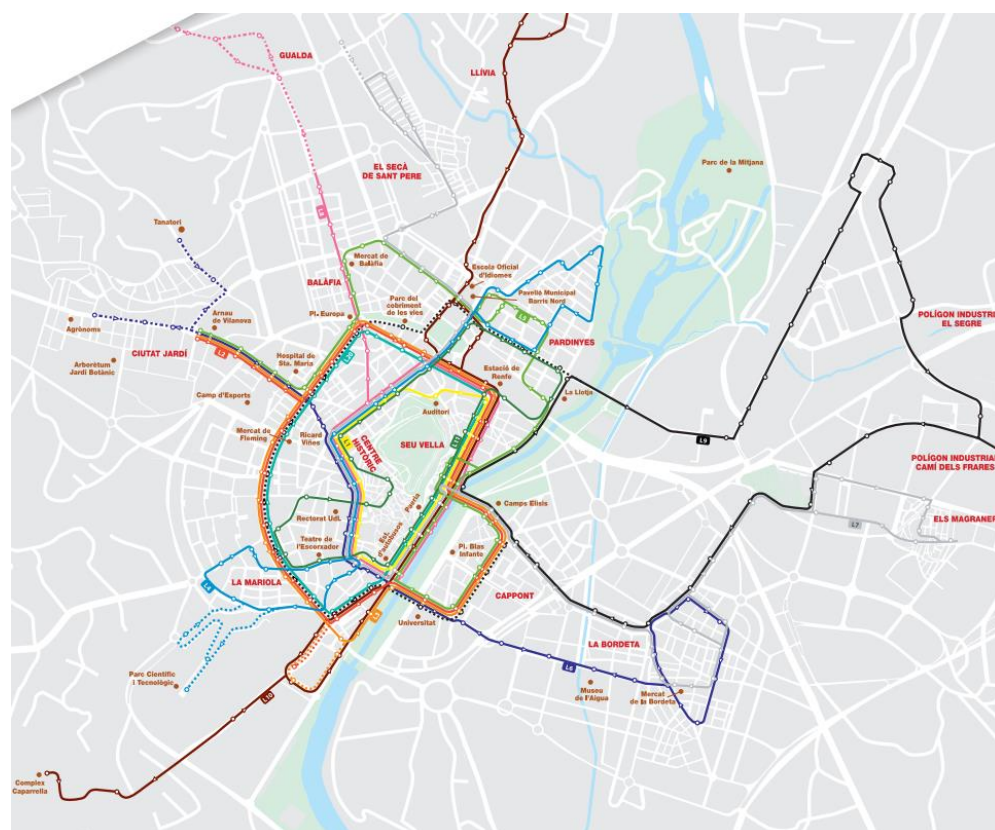 GUALDA
LLÍVIA
EL SECÀ
DE SANT PERE
Parc de la Mitjana
Tanatori
Mercat de
Balàfia
Escola Oficial
d'Idiomes
Pavelló Municipal
Barris Nord
BALÀFIA
Parc del
cobriment
de les vies
Pl. Europa
PARDINYES
POLÍGON INDUSTRI
EL SEGRE
Agrònoms
Arnau
de Vilanova
CIUTAT JARDÍ
Arborètum
Jardí Botànic
Hospital de
Sta. Maria
Estació de
Renfe
La Llotja
Camp d'Esports
Auditori
Mercat de
Fleming
Ricard
Viñes
L1
CENTRE
HISTÒRIC
SEU VELLA
L9
POLÍGON INDUSTRIA
CAMÍ DELS FRARES
Camps Elisis
ELS MAGRANER
L7
Rectorat UdL
Paeria
Est.
d'autobusos
Teatre de
l'Escorxador
Pl. Blas
Infante
LA MARIOLA
CAPPONT
Universitat
LA BORDETA
L6
Parc Científic
i Tecnològic
Museu
de l'Aigua
Mercat
de la Bordeta
L10
Complex
Caparrella